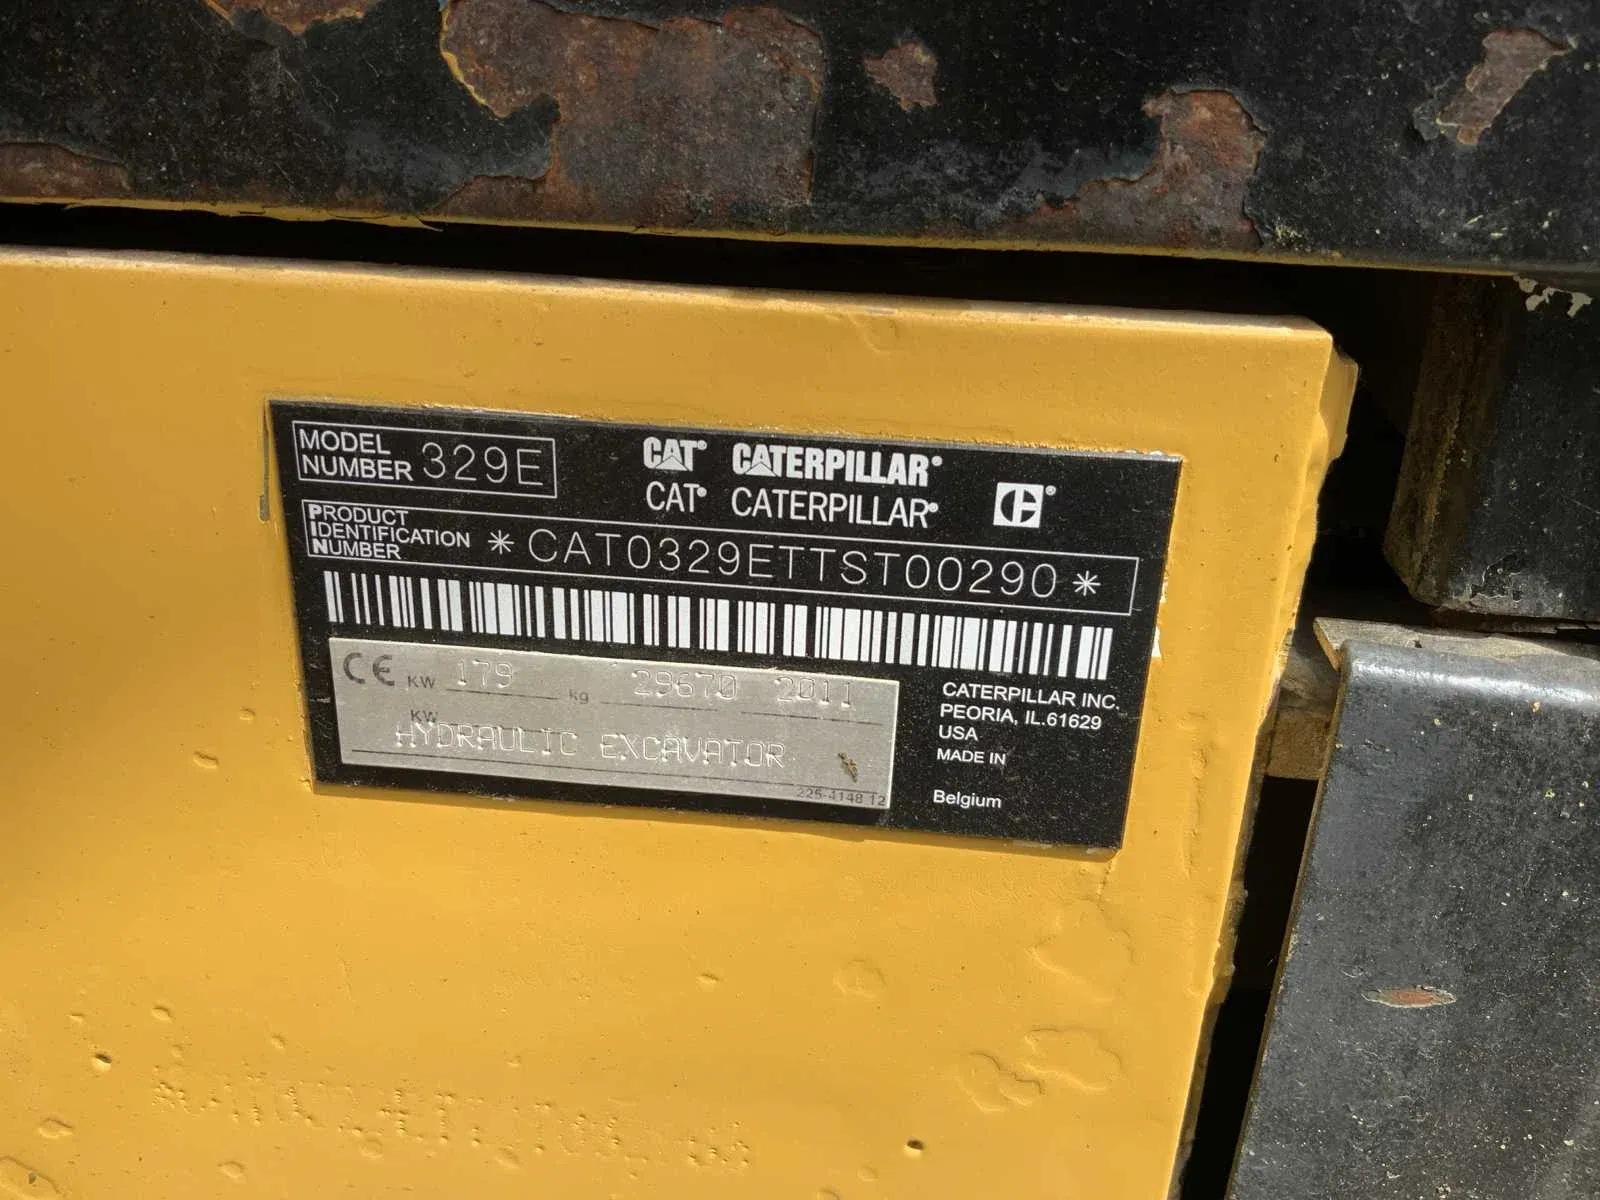 MODEL
NUMBER 329E
CAT® CATERPILLAR®
CAT® CATERPILLAR®
PRODUCT
IDENTIFICATION
NUMBER
*CAT0329ETTST00290*
CE KW 179 kg 29670 2011
KW
HYDRAULIC EXCAVATOR
225-4148 12
CATERPILLAR INC.
PEORIA, IL.61629
USA
MADE IN
Belgium